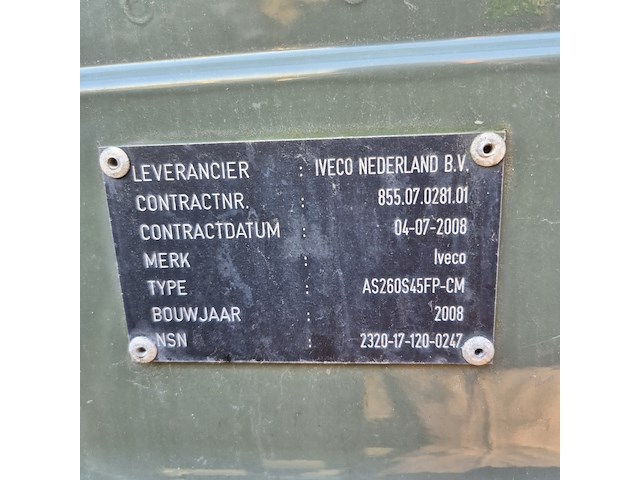 LEVERANCIER : IVECO NEDERLAND B.V.
CONTRACTNR. : 855.07.0281.01
CONTRACTDATUM : 04-07-2008
MERK : Iveco
TYPE : AS260S45FP-CM
BOUWJAAR : 2008
NSN : 2320-17-120-0247